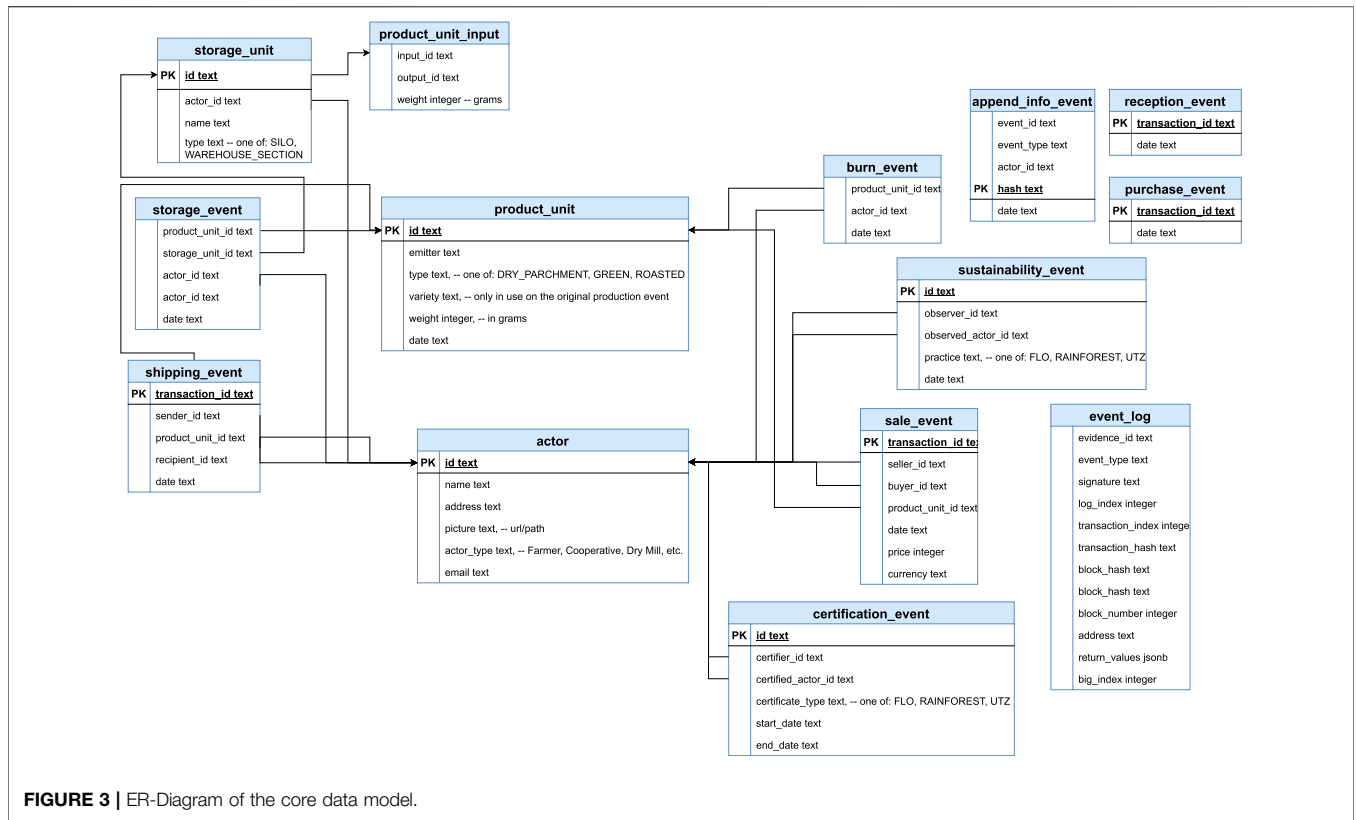 storage_unit
PK id text
actor_id text
name text
type text -- one of: SILO,
WAREHOUSE_SECTION
product_unit_input
input_id text
output_id text
weight integer -- grams
append_info_event
event_id text
event_type text
actor_id text
PK hash text
date text
reception_event
PK transaction_id text
date text
purchase_event
PK transaction_id text
date text
burn_event
product_unit_id text
actor_id text
date text
storage_event
product_unit_id text
storage_unit_id text
actor_id text
actor_id text
date text
product_unit
PK id text
emitter text
type text, -- one of: DRY_PARCHMENT, GREEN, ROASTED
variety text, -- only in use on the original production event
weight integer, -- in grams
date text
sustainability_event
PK id text
observer_id text
observed_actor_id text
practice text, -- one of: FLO, RAINFOREST, UTZ
date text
shipping_event
PK transaction_id text
sender_id text
product_unit_id text
recipient_id text
date text
actor
PK id text
name text
address text
picture text, -- url/path
actor_type text, -- Farmer, Cooperative, Dry Mill, etc.
email text
sale_event
PK transaction_id te
seller_id text
buyer_id text
product_unit_id text
date text
price integer
currency text
event_log
evidence_id text
event_type text
signature text
log_index integer
transaction_index intege
transaction_hash text
block_hash text
block_hash text
block_number integer
address text
return_values jsonb
big_index integer
certification_event
PK id text
certifier_id text
certified_actor_id text
certificate_type text, -- one of: FLO, RAINFOREST, UTZ
start_date text
end_date text
FIGURE 3 | ER-Diagram of the core data model.